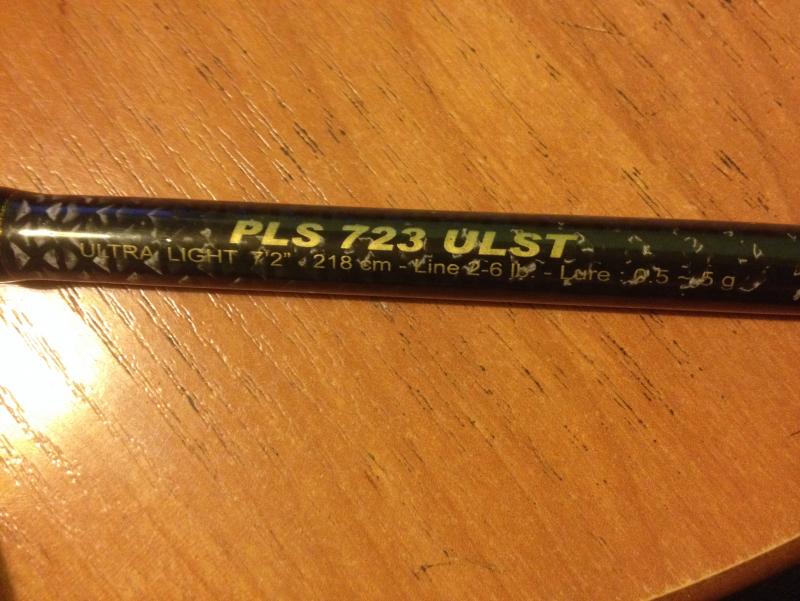 PLS 723 ULST
ULTRA LIGHT 7'2" - 218 cm - Line 2-6 lb. - Lure : 0.5 - 5 g